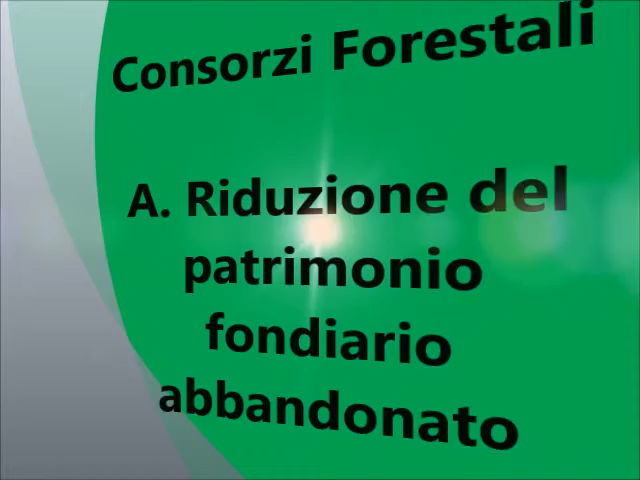 Consorzi Forestali
A. Riduzione del
patrimonio
fondiario
abbandonato